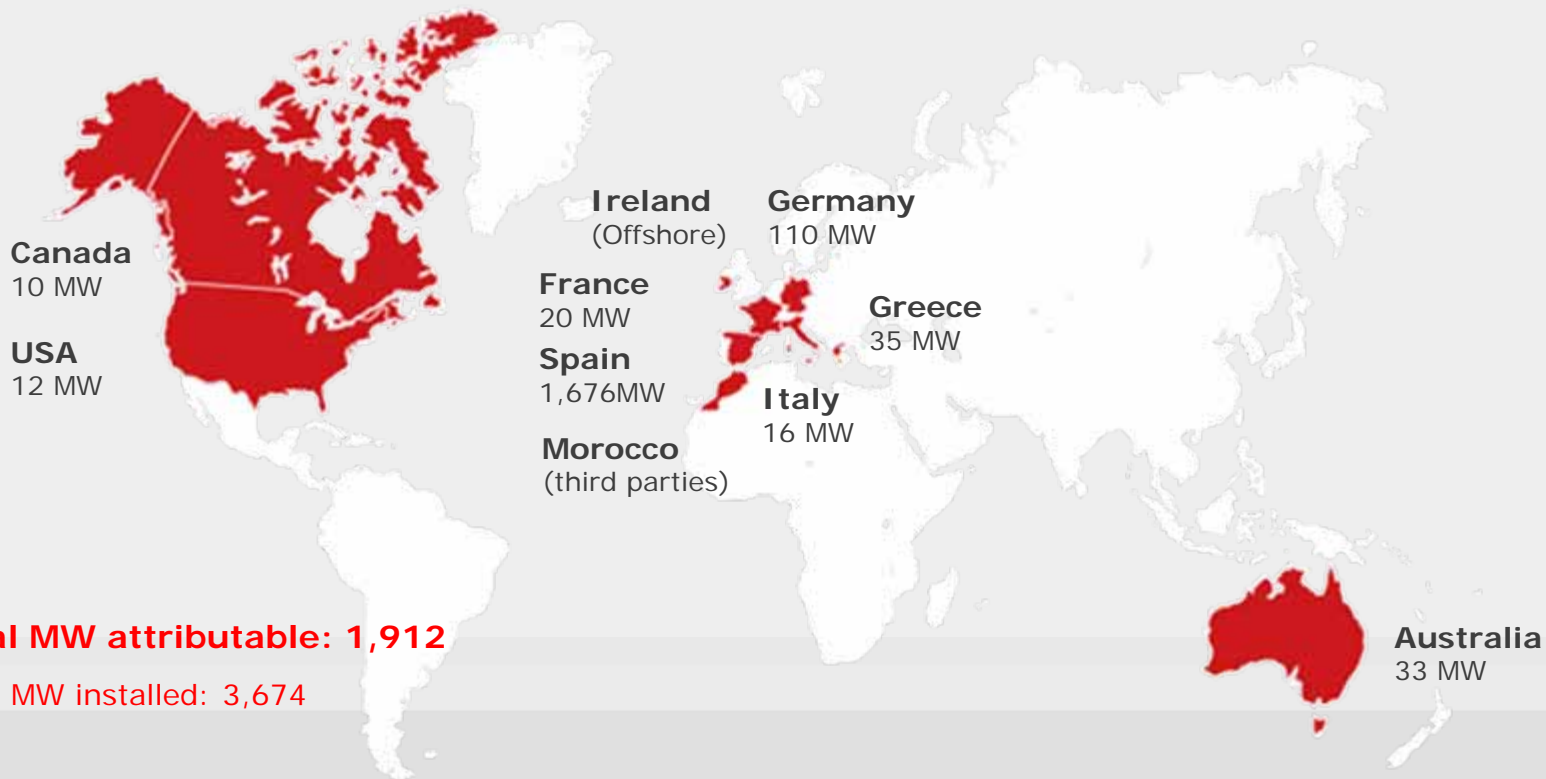 Ireland
(Offshore)
Germany
110 MW
Canada
10 MW
France
20 MW
Greece
35 MW
USA
12 MW
Spain
1,676MW
Italy
16 MW
Morocco
(third parties)
al MW attributable: 1,912
MW installed: 3,674
Australia
33 MW